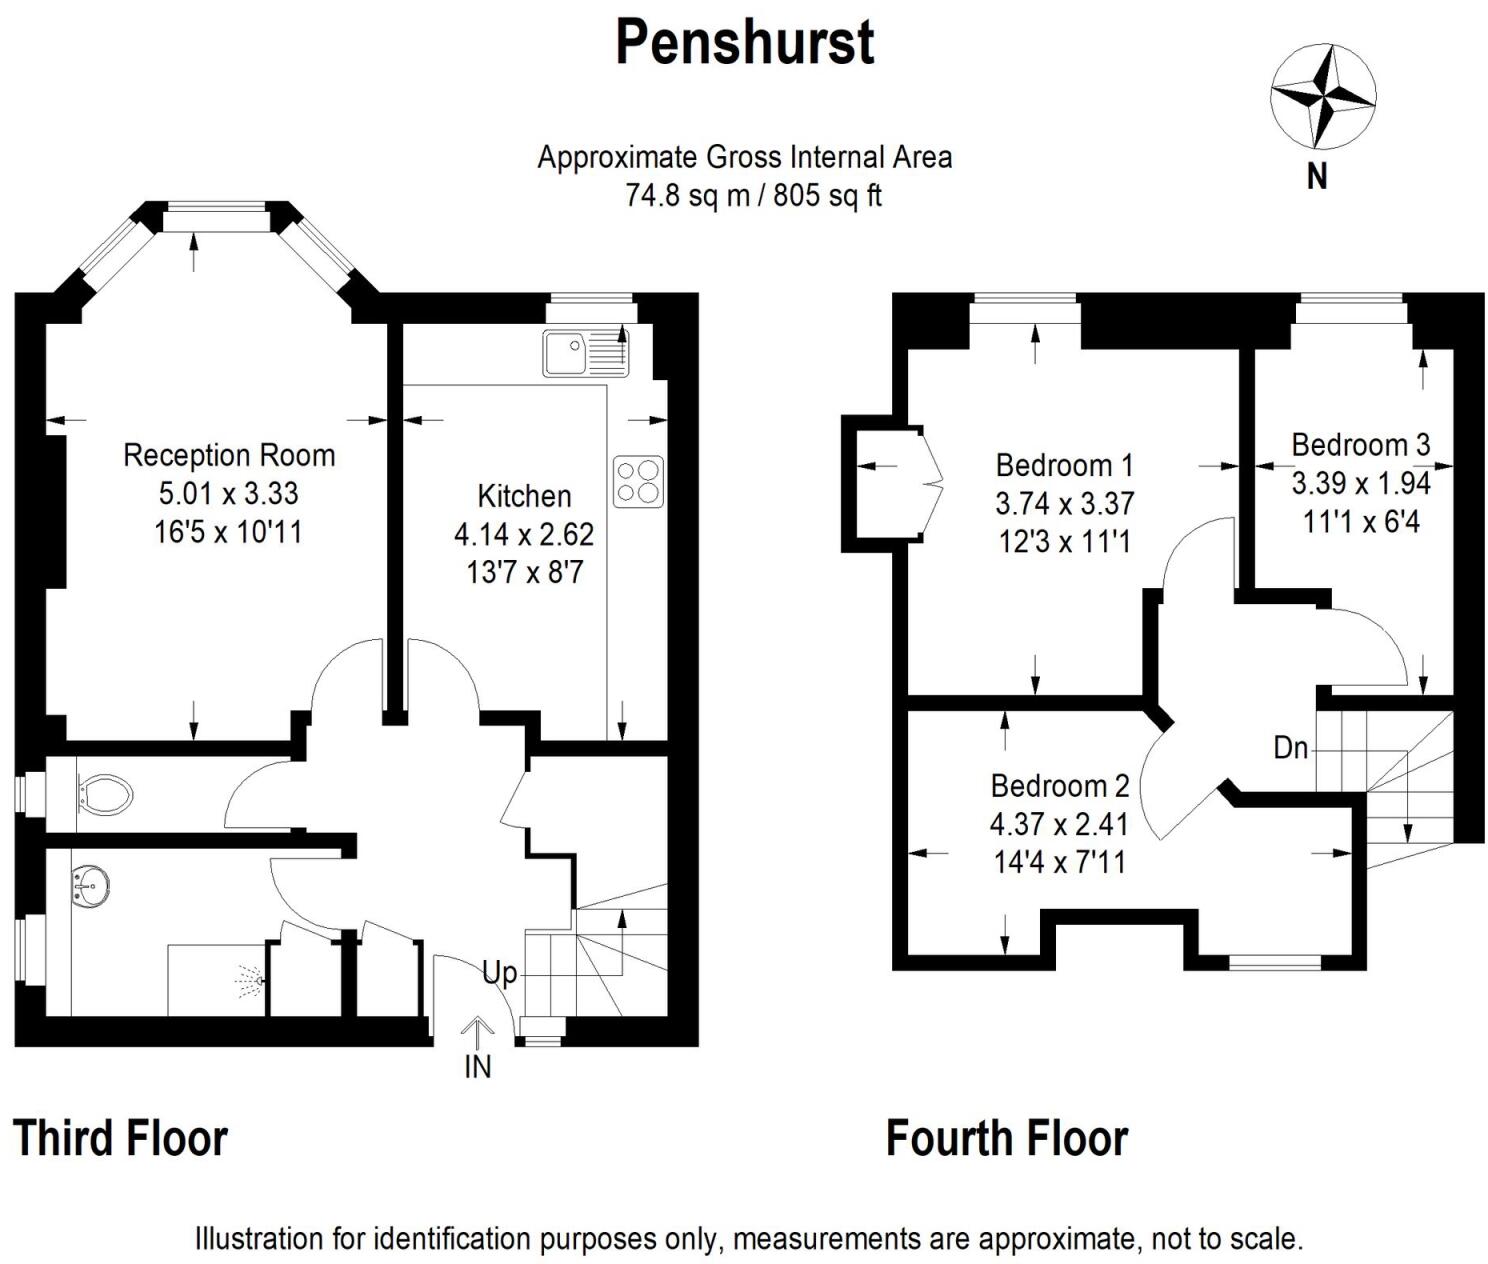 Penshurst
Approximate Gross Internal Area
74.8 sq m / 805 sq ft
N
Reception Room
5.01 x 3.33
16'5 x 10'11
Kitchen
4.14 x 2.62
13'7 x 8'7
Up
IN
Third Floor
Bedroom 1
3.74 x 3.37
12'3 x 11'1
Bedroom 3
3.39 x 1.94
11'1 x 6'4
Dn
Bedroom 2
4.37 x 2.41
14'4 x 7'11
Fourth Floor
Illustration for identification purposes only, measurements are approximate, not to scale.